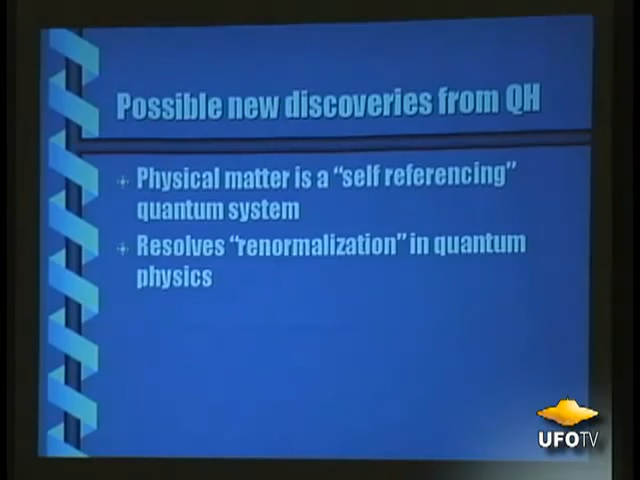 Possible new discoveries from QH
Physical matter is a “self referencing”
quantum system
Resolves “renormalization” in quantum
physics
UFOTV